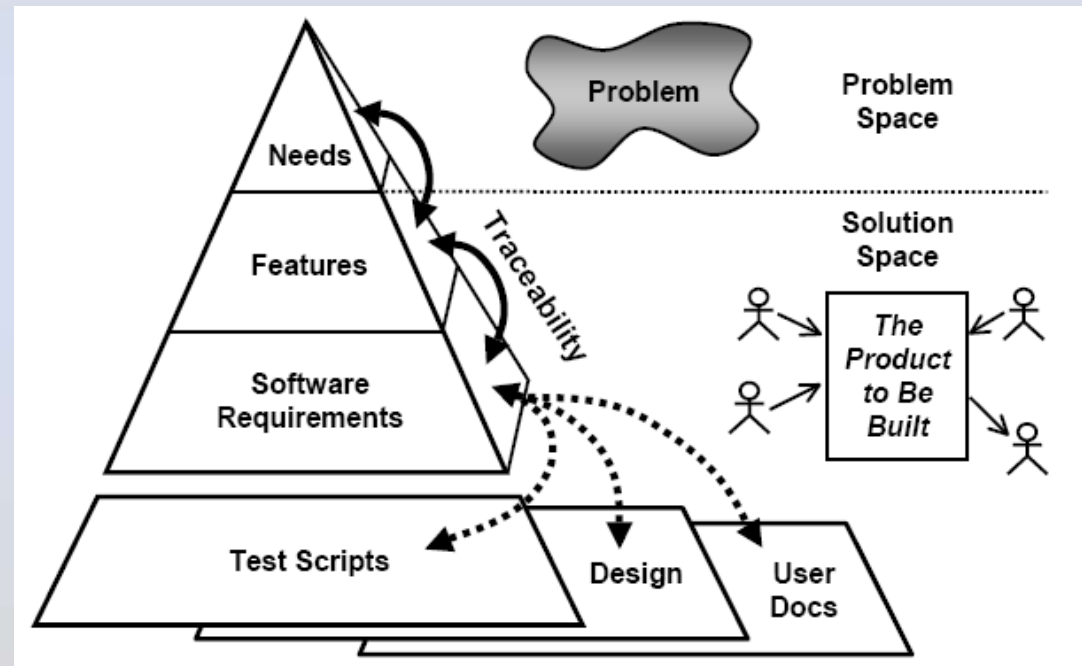 Needs
Features
Software
Requirements
Traceability
Problem
Problem
Space
Solution
Space
The
Product
to Be
Built
Test Scripts
Design
User
Docs